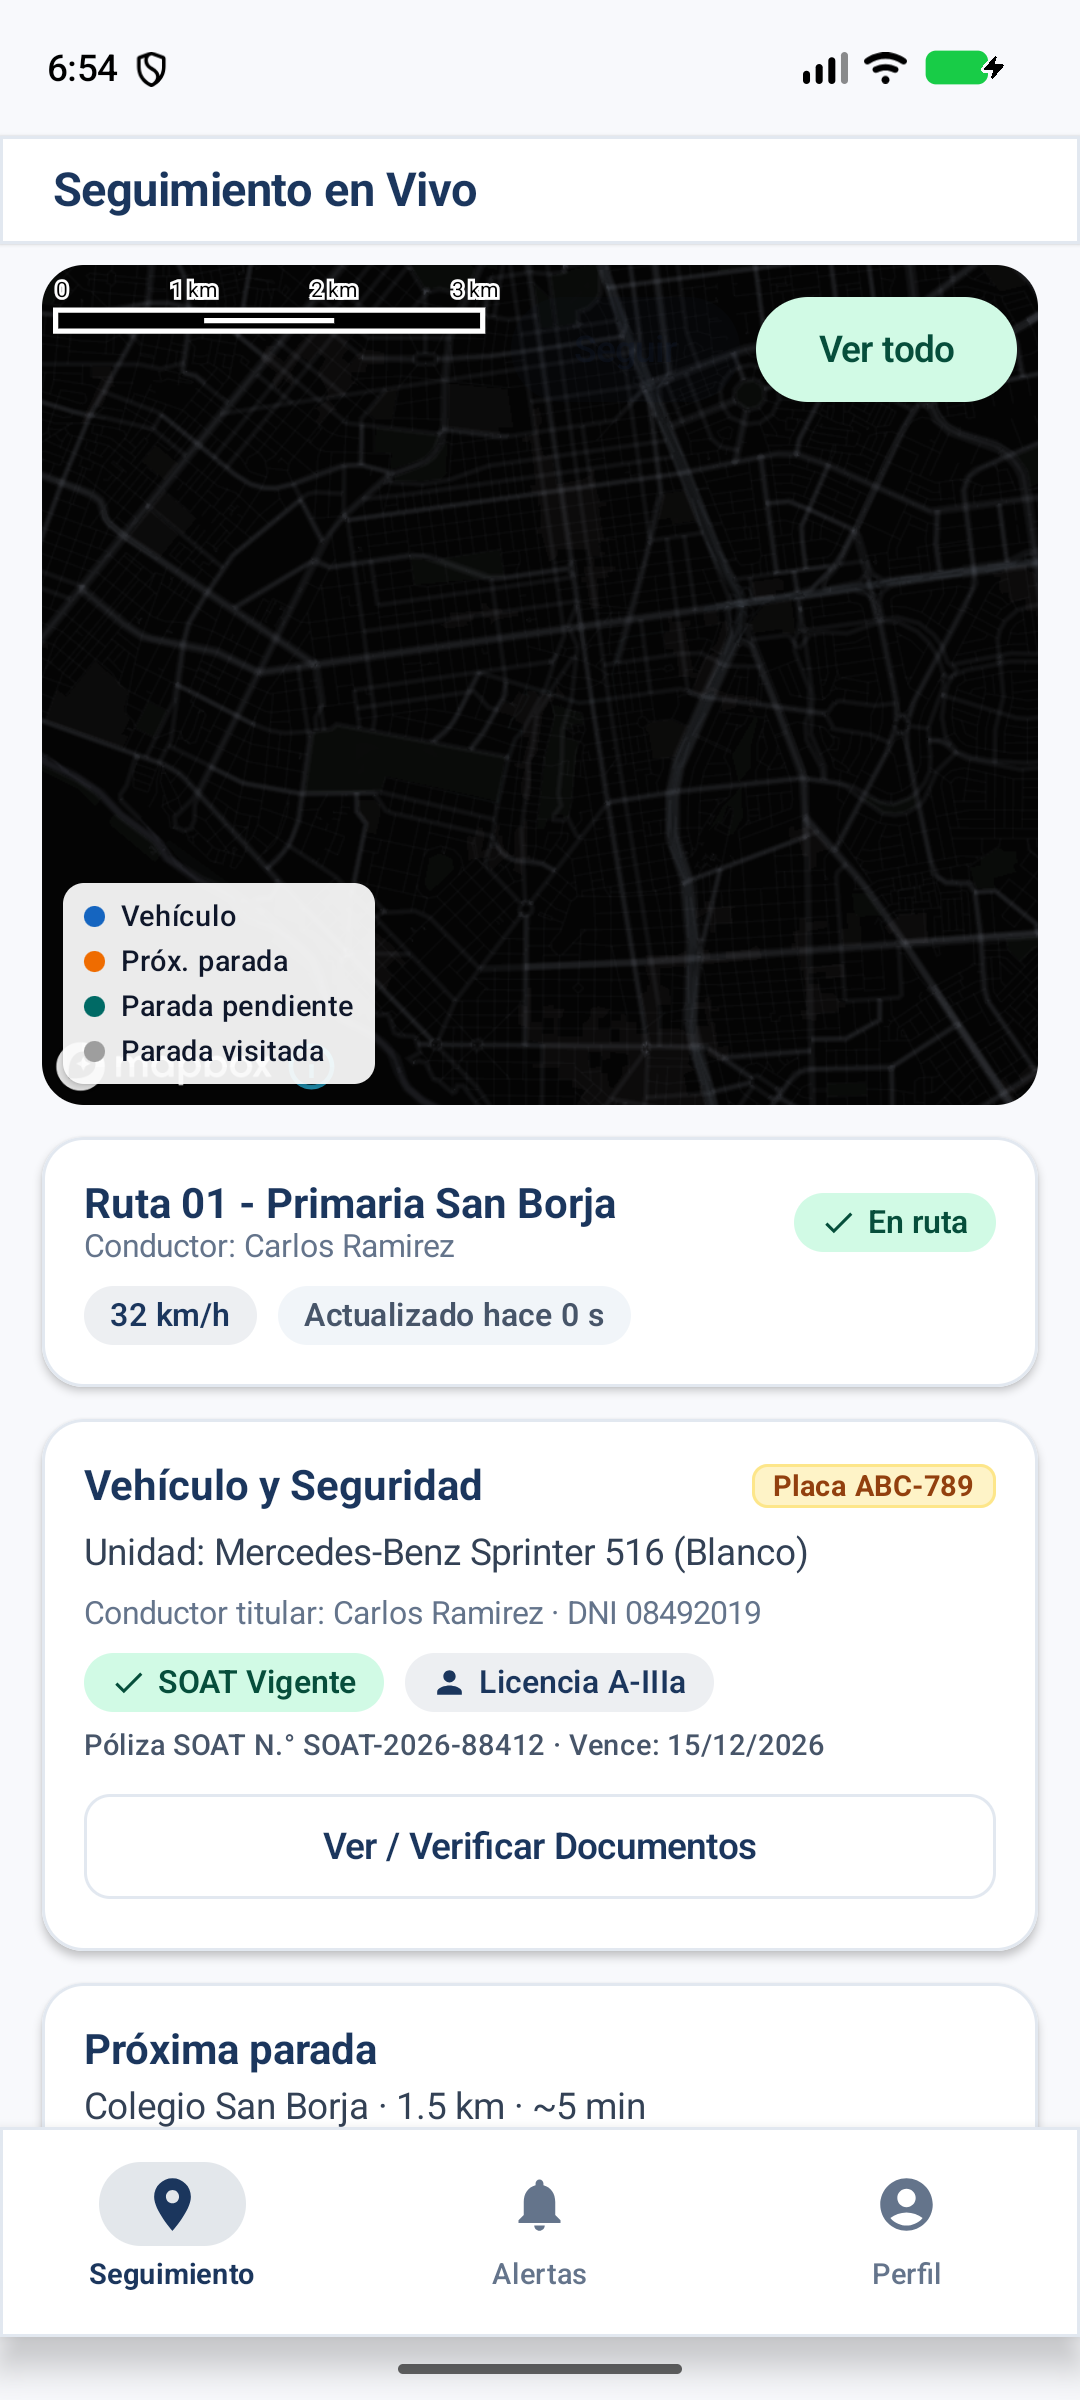 6:54
Seguimiento en Vivo
0 1 km 2 km 3 km
Ver todo
Vehículo
Próx. parada
Parada pendiente
Parada visitada
mapbox
Ruta 01 - Primaria San Borja
En ruta
Conductor: Carlos Ramirez
32 km/h
Actualizado hace 0 s
Vehículo y Seguridad
Placa ABC-789
Unidad: Mercedes-Benz Sprinter 516 (Blanco)
Conductor titular: Carlos Ramirez · DNI 08492019
SOAT Vigente
Licencia A-IIIa
Póliza SOAT N.° SOAT-2026-88412 · Vence: 15/12/2026
Ver / Verificar Documentos
Próxima parada
Colegio San Borja · 1.5 km · ~5 min
Seguimiento
Alertas
Perfil